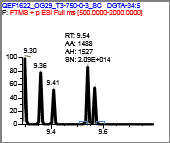 QEF1622_OG29_T3-750-0-3_8C DGTA-34:5
F: FTMS + p ESI Full ms [500.0000-2000.0000]
RT: 9.54
AA: 1488
AH: 1527
SN: 2.09E+014
9.30
9.36
9.41
100
80
60
40
20
0
9.4
9.6